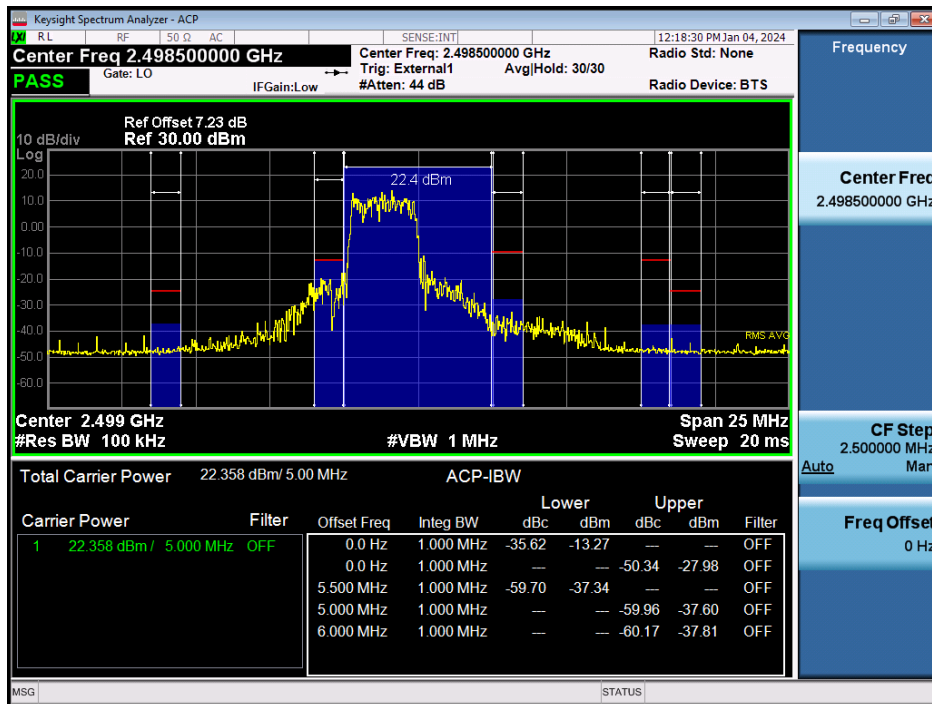 Keysight Spectrum Analyzer - ACP
LXI RL RF 50 Ω AC SENSE:INT 12:18:30 PM Jan 04, 2024
Center Freq 2.498500000 GHz
Center Freq: 2.498500000 GHz Radio Std: None
PASS Gate: LO Trig: External1 Avg|Hold: 30/30
IFGain:Low #Atten: 44 dB Radio Device: BTS
Frequency
Ref Offset 7.23 dB
10 dB/div Ref 30.00 dBm
Log
20.0
10.0
0.00
-10.0
-20.0
-30.0
-40.0
-50.0
-60.0
22.4 dBm
RMS AVG
Center 2.499 GHz Span 25 MHz
#Res BW 100 kHz #VBW 1 MHz Sweep 20 ms
Center Freq
2.498500000 GHz
CF Step
2.500000 MHz
Auto Man
Freq Offset
0 Hz
Total Carrier Power 22.358 dBm/ 5.00 MHz ACP-IBW
Lower Upper
Carrier Power Filter Offset Freq Integ BW dBc dBm dBc dBm Filter
1 22.358 dBm / 5.000 MHz OFF 0.0 Hz 1.000 MHz -35.62 -13.27 --- --- OFF
0.0 Hz 1.000 MHz --- --- -50.34 -27.98 OFF
5.500 MHz 1.000 MHz -59.70 -37.34 --- --- OFF
5.000 MHz 1.000 MHz --- --- -59.96 -37.60 OFF
6.000 MHz 1.000 MHz --- --- -60.17 -37.81 OFF
MSG STATUS